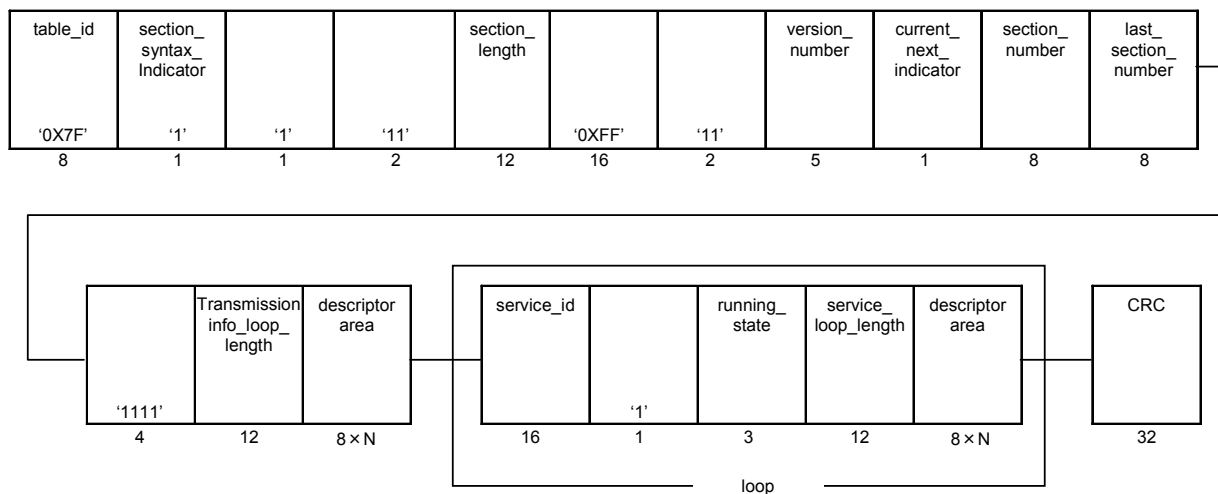 table_id
section_
syntax_
Indicator
section_
length
version_
number
current_
next_
indicator
section_
number
last_
section_
number
‘0X7F’ ‘1’ ‘1’ ‘11’ ‘0XFF’ ‘11’
8 1 1 2 12 16 2 5 1 8 8
Transmission
info_loop_
length
descriptor
area
service_id
running_
state
service_
loop_length
descriptor
area
CRC
‘1111’ ‘1’
4 12 8 × N 16 1 3 12 8 × N 32
loop